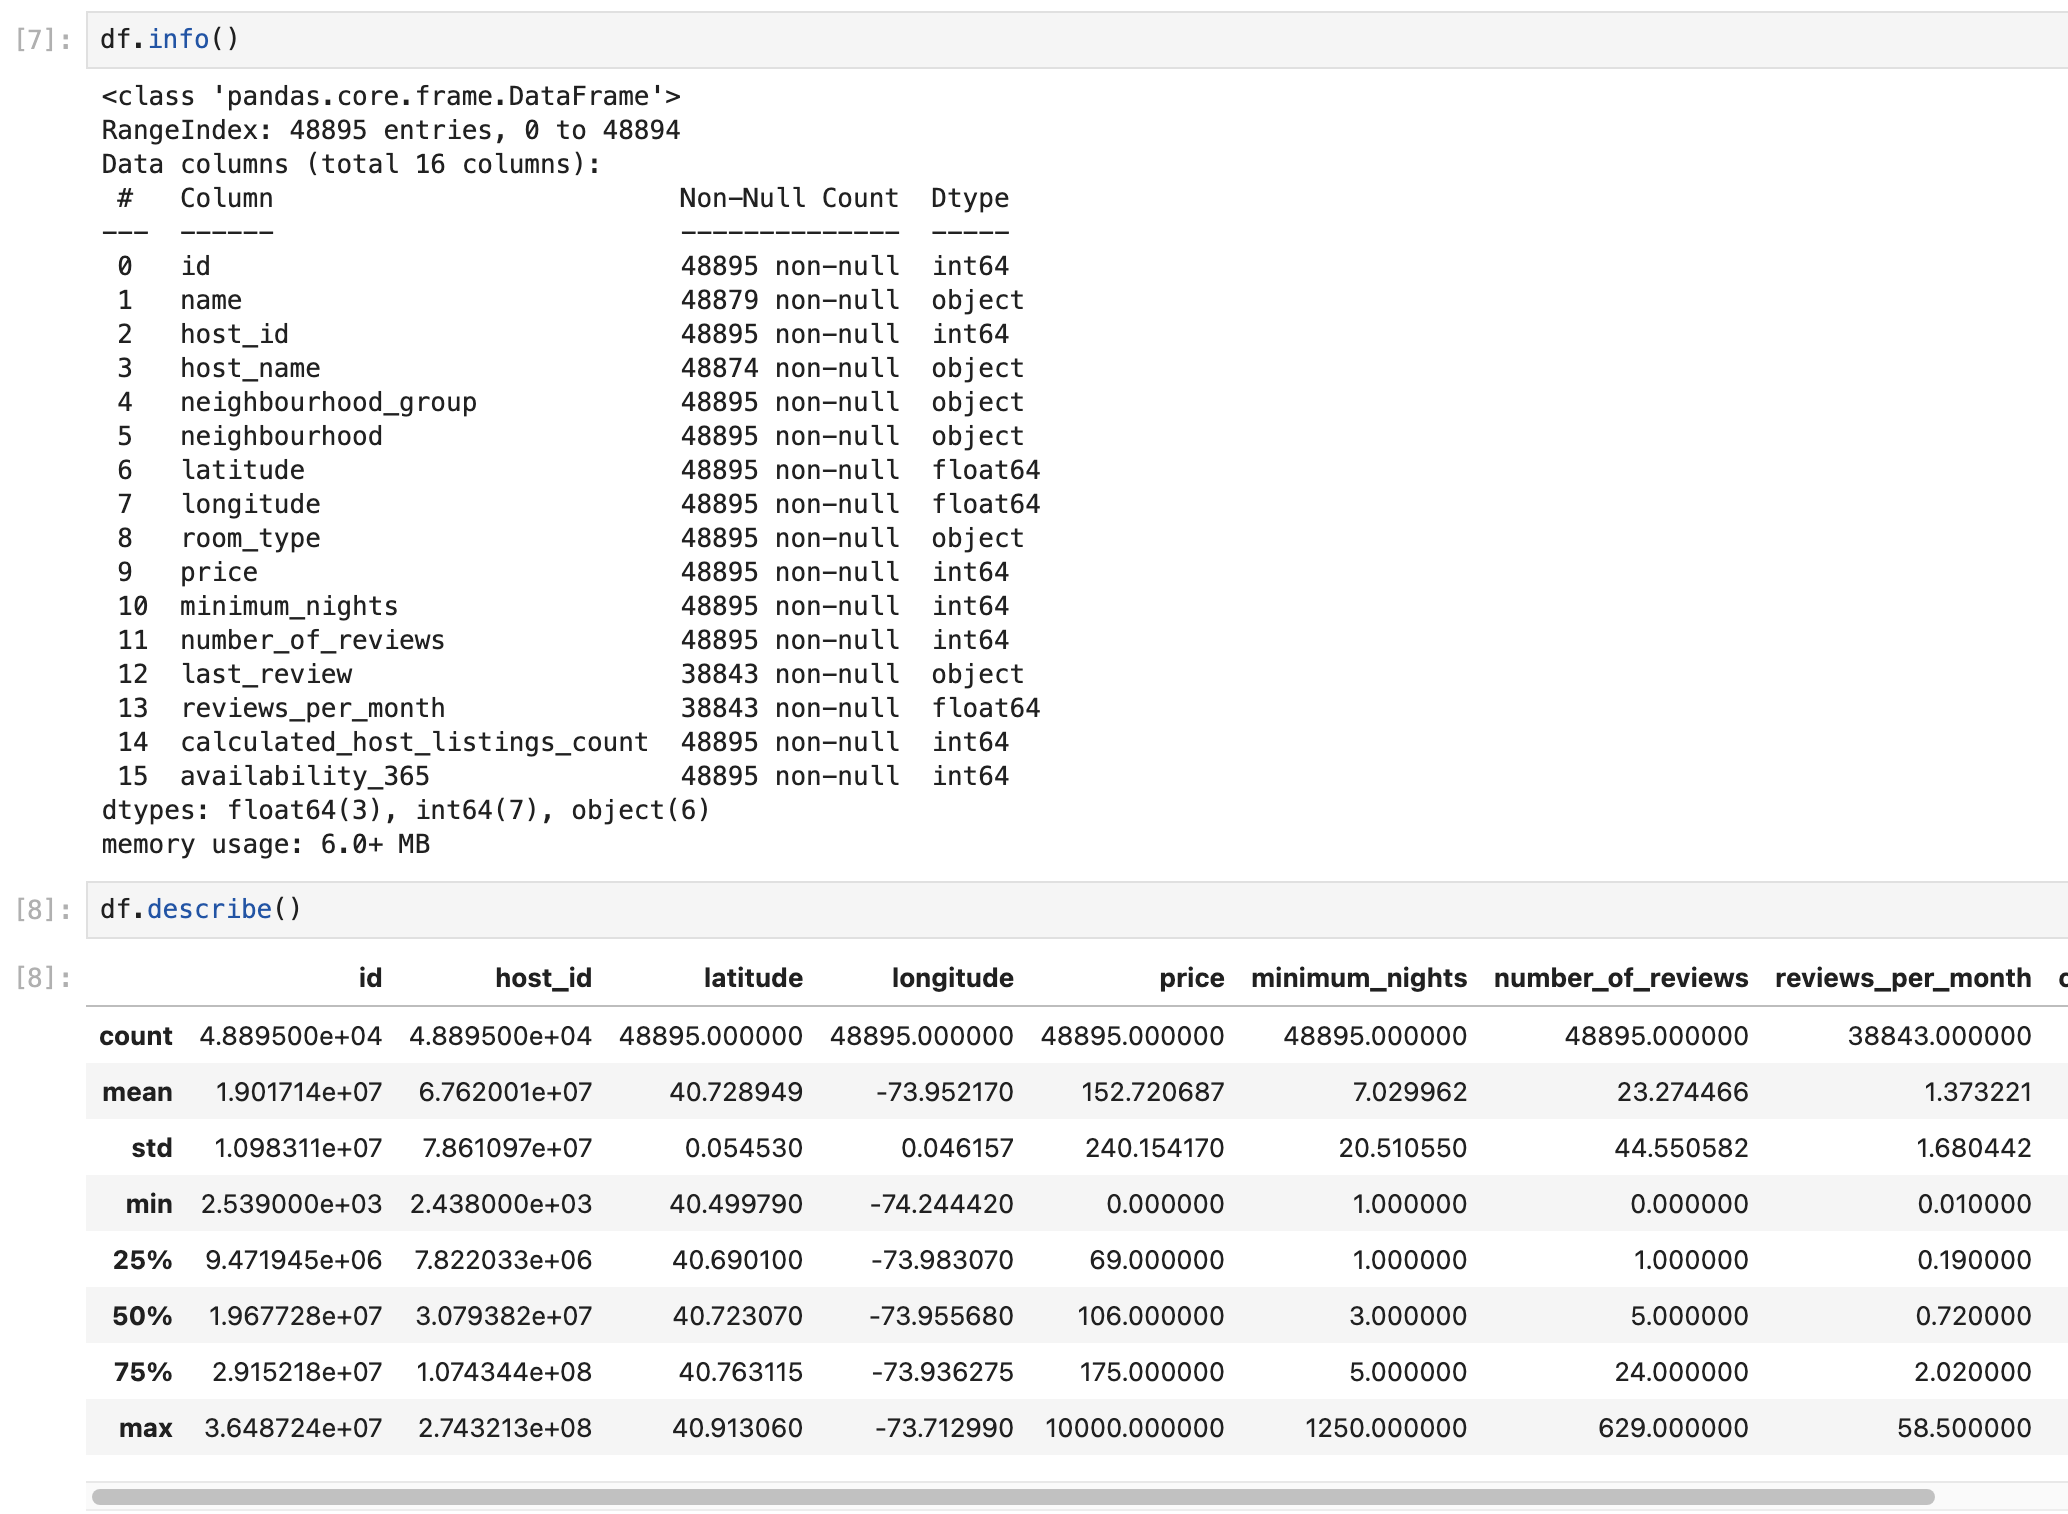 [7]: df.info()
<class 'pandas.core.frame.DataFrame'>
RangeIndex: 48895 entries, 0 to 48894
Data columns (total 16 columns):
 #   Column                          Non-Null Count  Dtype
---  ------                          --------------  -----
 0   id                              48895 non-null  int64
 1   name                            48879 non-null  object
 2   host_id                         48895 non-null  int64
 3   host_name                       48874 non-null  object
 4   neighbourhood_group             48895 non-null  object
 5   neighbourhood                   48895 non-null  object
 6   latitude                        48895 non-null  float64
 7   longitude                       48895 non-null  float64
 8   room_type                       48895 non-null  object
 9   price                           48895 non-null  int64
 10  minimum_nights                  48895 non-null  int64
 11  number_of_reviews               48895 non-null  int64
 12  last_review                     38843 non-null  object
 13  reviews_per_month               38843 non-null  float64
 14  calculated_host_listings_count  48895 non-null  int64
 15  availability_365                48895 non-null  int64
dtypes: float64(3), int64(7), object(6)
memory usage: 6.0+ MB
[8]: df.describe()
[8]: id host_id latitude longitude price minimum_nights number_of_reviews reviews_per_month
count 4.889500e+04 4.889500e+04 48895.000000 48895.000000 48895.000000 48895.000000 48895.000000 38843.000000
mean 1.901714e+07 6.762001e+07 40.728949 -73.952170 152.720687 7.029962 23.274466 1.373221
std 1.098311e+07 7.861097e+07 0.054530 0.046157 240.154170 20.510550 44.550582 1.680442
min 2.539000e+03 2.438000e+03 40.499790 -74.244420 0.000000 1.000000 0.000000 0.010000
25% 9.471945e+06 7.822033e+06 40.690100 -73.983070 69.000000 1.000000 1.000000 0.190000
50% 1.967728e+07 3.079382e+07 40.723070 -73.955680 106.000000 3.000000 5.000000 0.720000
75% 2.915218e+07 1.074344e+08 40.763115 -73.936275 175.000000 5.000000 24.000000 2.020000
max 3.648724e+07 2.743213e+08 40.913060 -73.712990 10000.000000 1250.000000 629.000000 58.500000